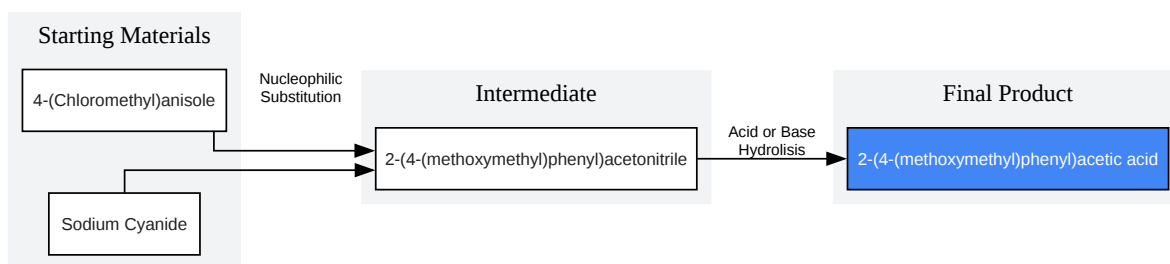 Starting Materials
4-(Chloromethyl)anisole
Sodium Cyanide
Nucleophilic
Substitution
Intermediate
2-(4-(methoxymethyl)phenyl)acetonitrile
Acid or Base
Hydrolisis
Final Product
2-(4-(methoxymethyl)phenyl)acetic acid